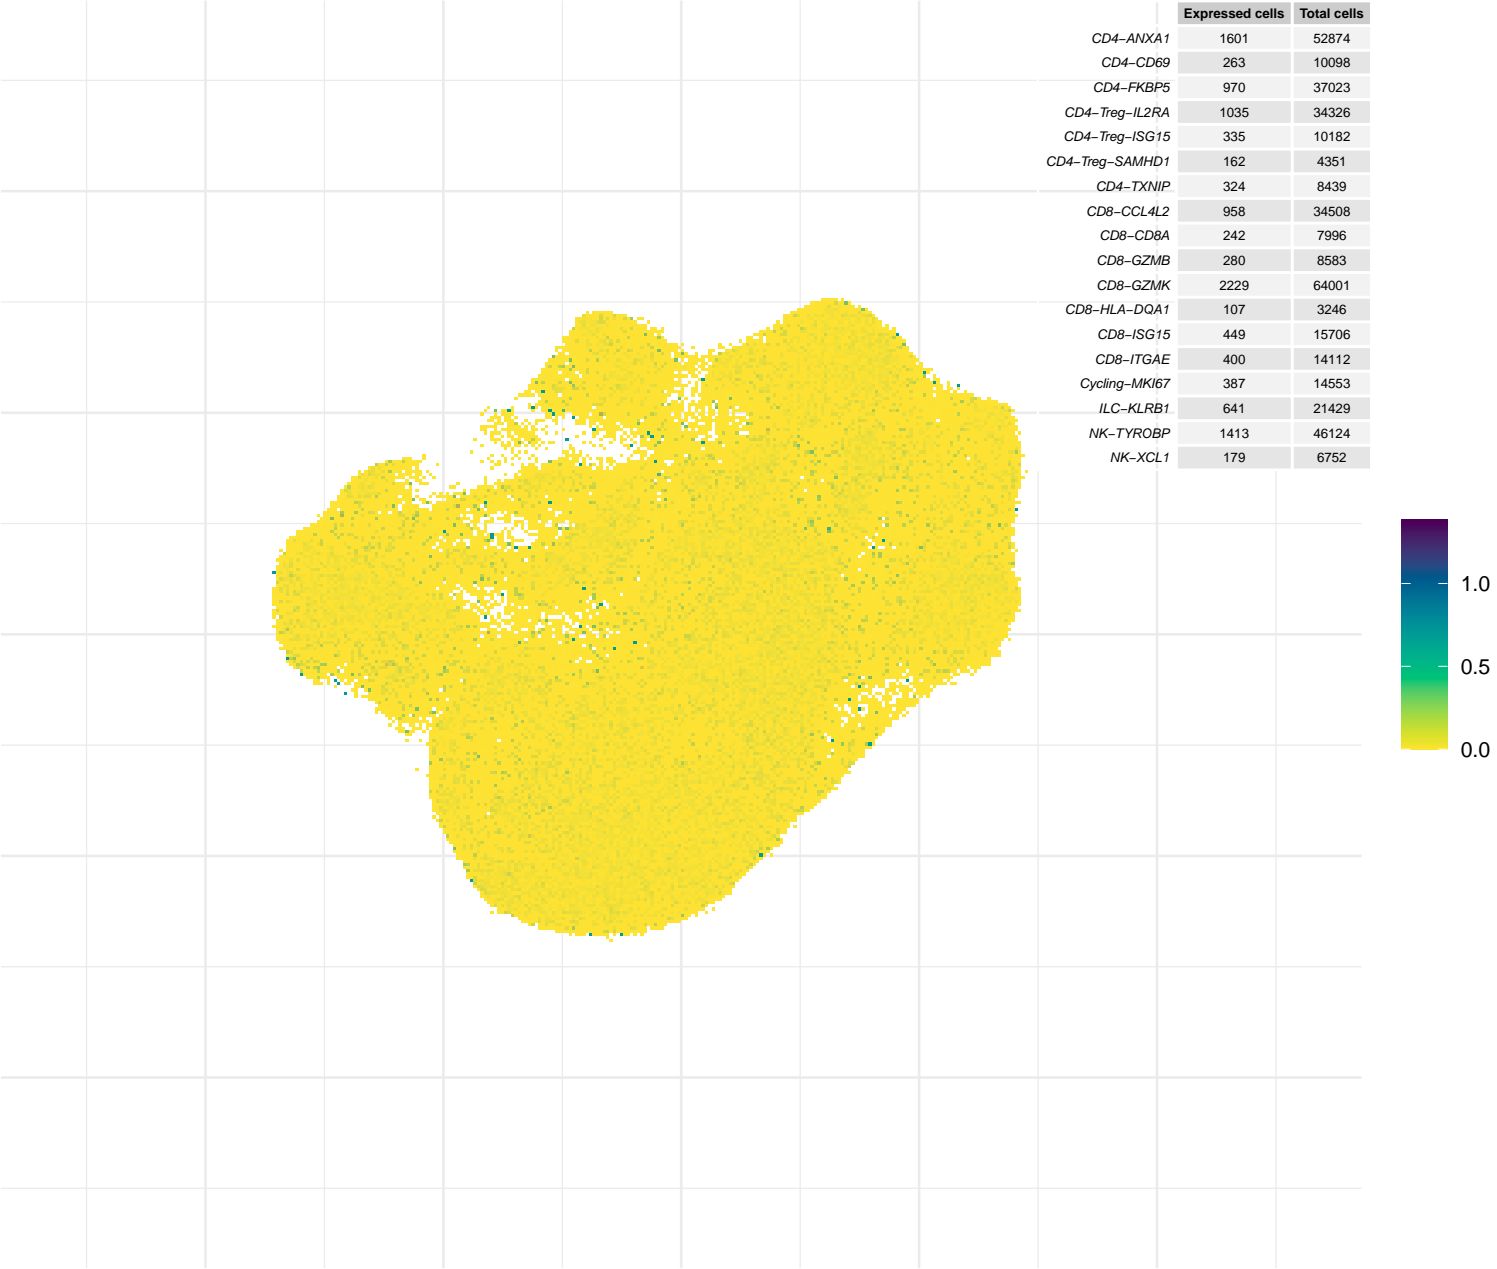 Expressed cells Total cells
CD4−ANXA1 1601 52874
CD4−CD69 263 10098
CD4−FKBP5 970 37023
CD4−Treg−IL2RA 1035 34326
CD4−Treg−ISG15 335 10182
CD4−Treg−SAMHD1 162 4351
CD4−TXNIP 324 8439
CD8−CCL4L2 958 34508
CD8−CD8A 242 7996
CD8−GZMB 280 8583
CD8−GZMK 2229 64001
CD8−HLA−DQA1 107 3246
CD8−ISG15 449 15706
CD8−ITGAE 400 14112
Cycling−MKI67 387 14553
ILC−KLRB1 641 21429
NK−TYROBP 1413 46124
NK−XCL1 179 6752
1.0
0.5
0.0